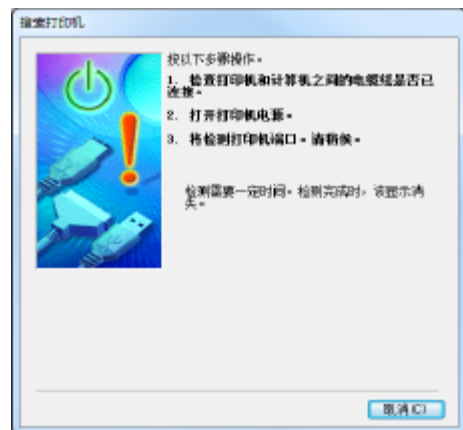 搜索打印机
按以下步骤操作。
1. 检查打印机和计算机之间的电缆线是否已
连接。
2. 打开打印机电源。
3. 将检测打印机端口。请稍候。
检测需要一定时间。检测完成时，该显示消
失。
取消(C)